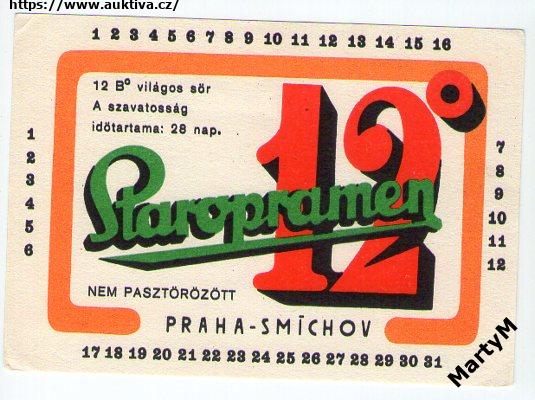 https://www.auktiva.cz/
1 2 3 4 5 6 7 8 9 10 11 12 13 14 15 16
12 B° világos sör
A szavatosság
időtartama: 28 nap.
12°
Staropramen
1
2
3
4
5
6
7
8
9
10
11
12
NEM PASZTŐRÖZÖTT
PRAHA-SMÍCHOV
17 18 19 20 21 22 23 24 25 26 27 28 29 30 31
MartyM